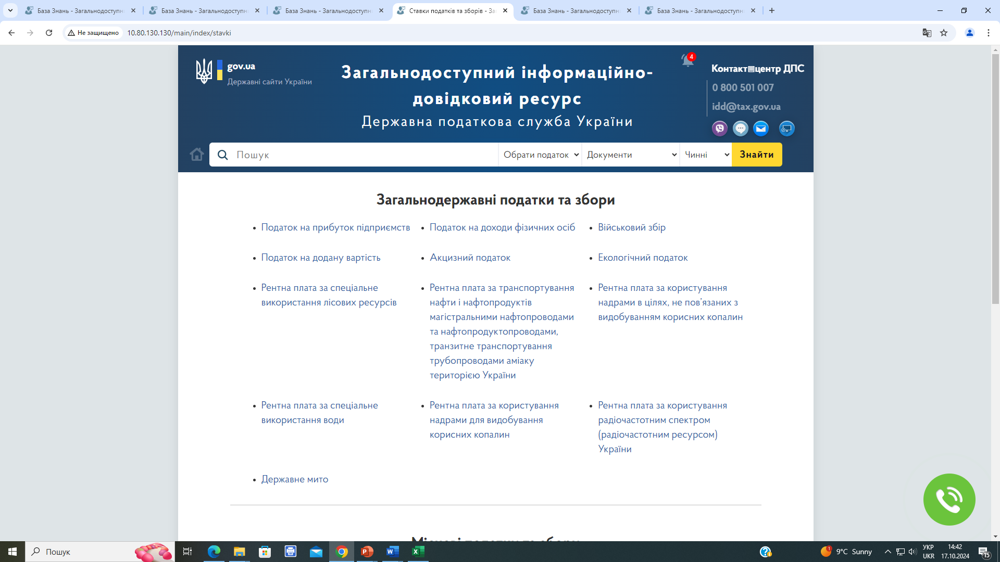 База Знань - Загальнодоступн
База Знань - Загальнодоступн
База Знань - Загальнодоступн
Ставки податків та зборів - За
База Знань - Загальнодоступн
База Знань - Загальнодоступн
Не защищено
10.80.130.130/main/index/stavki
gov.ua
Державні сайти України
Загальнодоступний інформаційно-
довідковий ресурс
Державна податкова служба України
4
Контакт-центр ДПС
0 800 501 007
idd@tax.gov.ua
Пошук
Обрати податок
Документи
Чинні
Знайти
Загальнодержавні податки та збори
• Податок на прибуток підприємств
• Податок на доходи фізичних осіб
• Військовий збір
• Податок на додану вартість
• Акцизний податок
• Екологічний податок
• Рентна плата за спеціальне
використання лісових ресурсів
• Рентна плата за транспортування
нафти і нафтопродуктів
магістральними нафтопроводами
та нафтопродуктопроводами,
транзитне транспортування
трубопроводами аміаку
територією України
• Рентна плата за користування
надрами в цілях, не пов'язаних з
видобуванням корисних копалин
• Рентна плата за спеціальне
використання води
• Рентна плата за користування
надрами для видобування
корисних копалин
• Рентна плата за користування
радіочастотним спектром
(радіочастотним ресурсом)
України
• Державне мито
Місцеві податки та збори
Пошук
1
9°C Sunny
УКР
UKR
14:42
17.10.2024
15